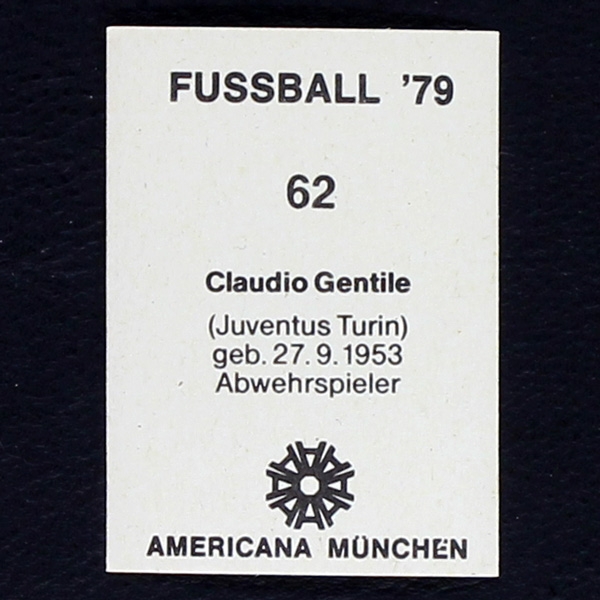 FUSSBALL '79
62
Claudio Gentile
(Juventus Turin)
geb. 27. 9. 1953
Abwehrspieler
AMERICANA MÜNCHEN